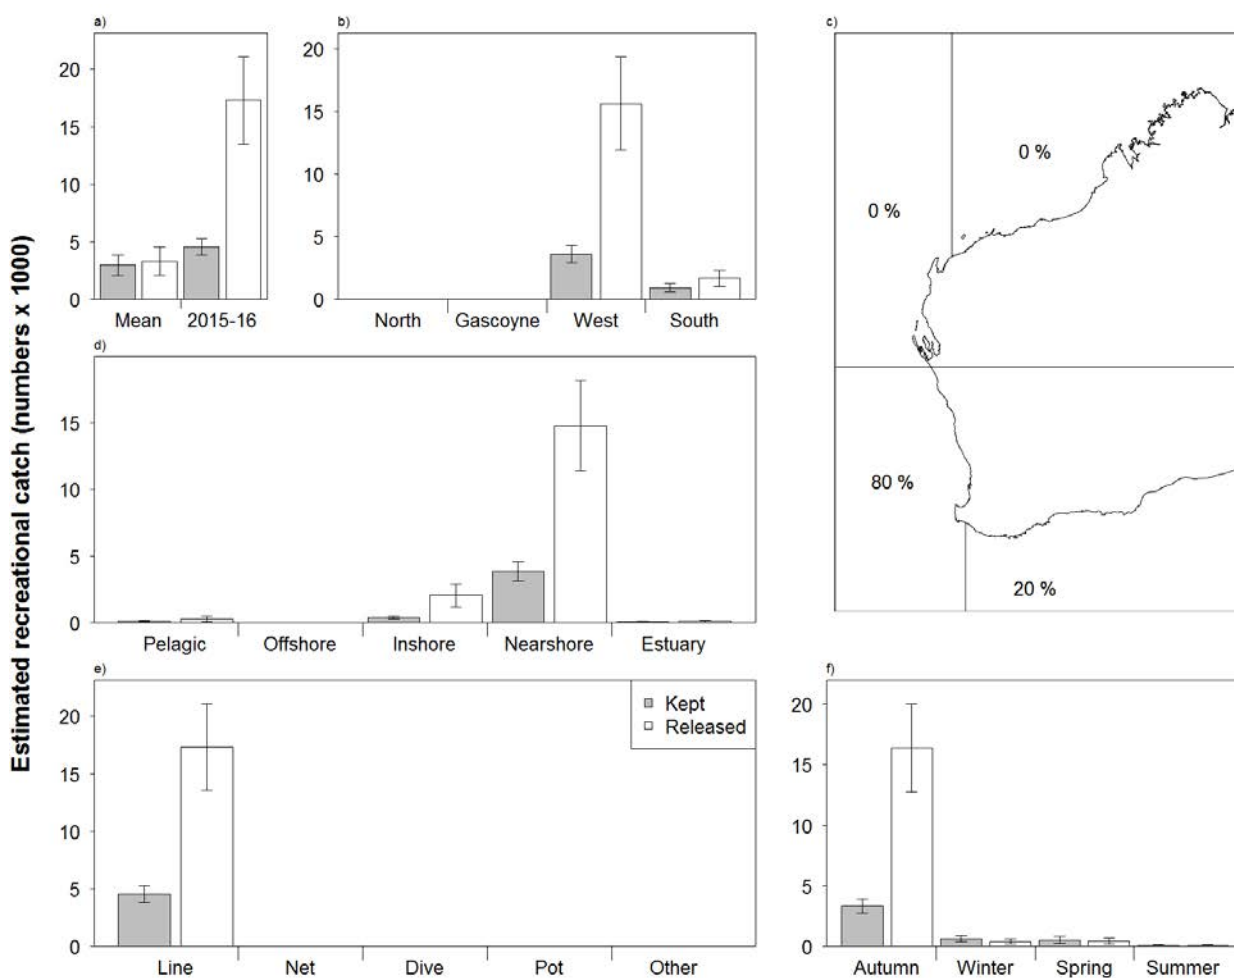 Estimated recreational catch (numbers x 1000)
a)
20
15
10
5
0
Mean 2015-16
b)
20
15
10
5
0
North Gascoyne West South
c)
0 %
0 %
80 %
20 %
d)
15
10
5
0
Pelagic Offshore Inshore Nearshore Estuary
e)
20
15
10
5
0
Kept
Released
Line Net Dive Pot Other
f)
20
15
10
5
0
Autumn Winter Spring Summer